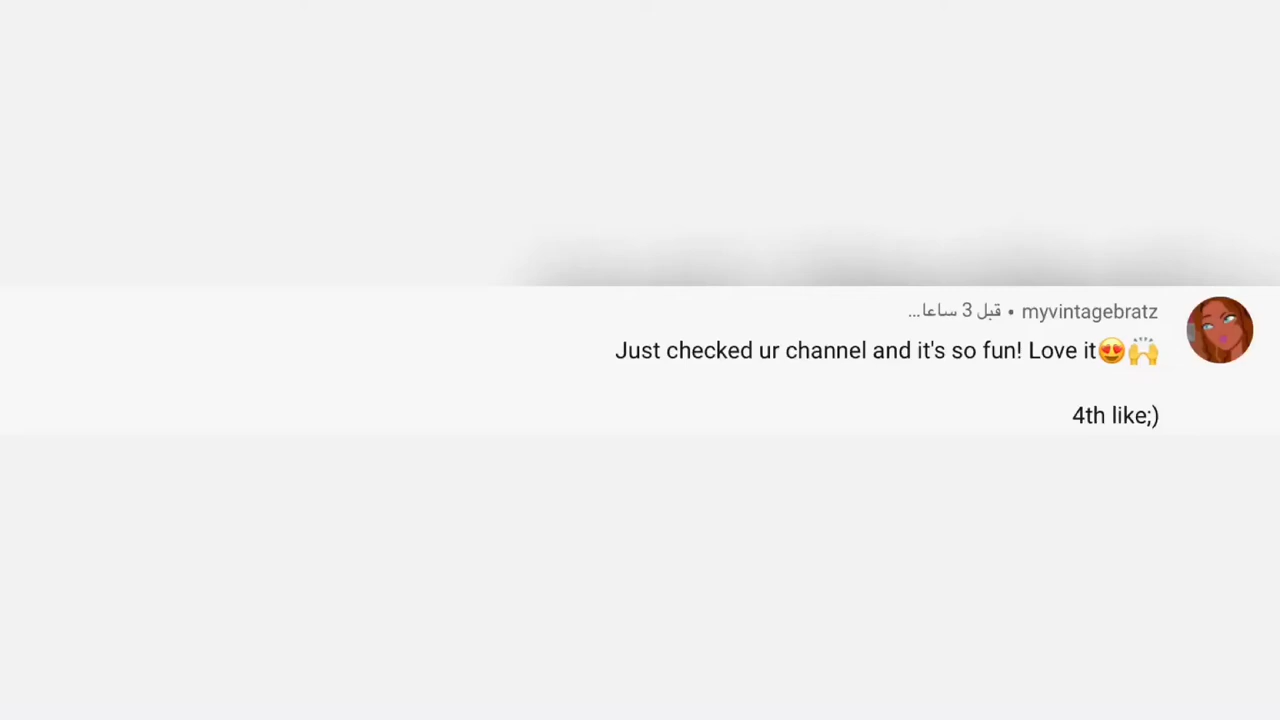 myvintagebratz • قبل 3 ساعا...
Just checked ur channel and it's so fun! Love it😍🙌
4th like;)